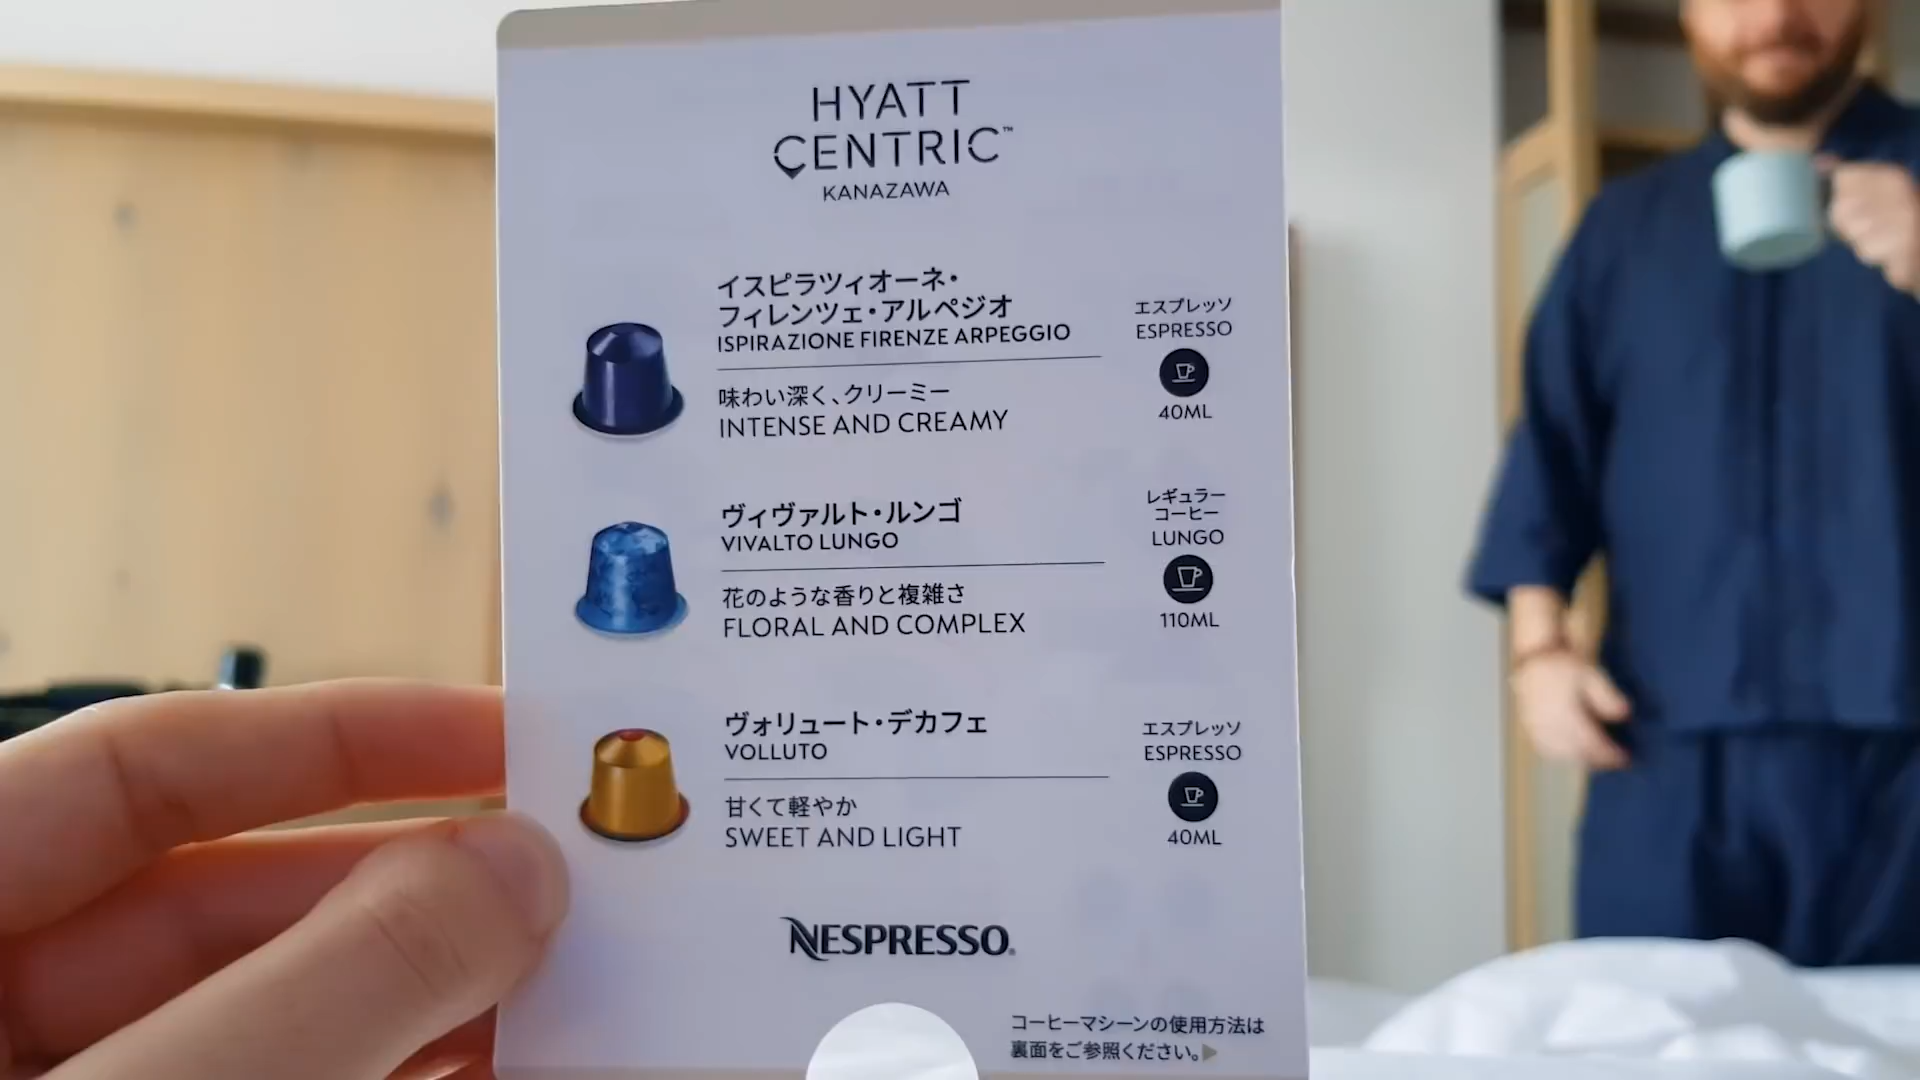 HYATT
CENTRIC™
KANAZAWA
イスピラツィオーネ・
フィレンツェ・アルペジオ
ISPIRAZIONE FIRENZE ARPEGGIO
味わい深く、クリーミー
INTENSE AND CREAMY
エスプレッソ
ESPRESSO
40ML
ヴィヴァルト・ルンゴ
VIVALTO LUNGO
花のような香りと複雑さ
FLORAL AND COMPLEX
レギュラー
コーヒー
LUNGO
110ML
ヴォリュート・デカフェ
VOLLUTO
甘くて軽やか
SWEET AND LIGHT
エスプレッソ
ESPRESSO
40ML
NESPRESSO®
コーヒーマシーンの使用方法は
裏面をご参照ください。▶